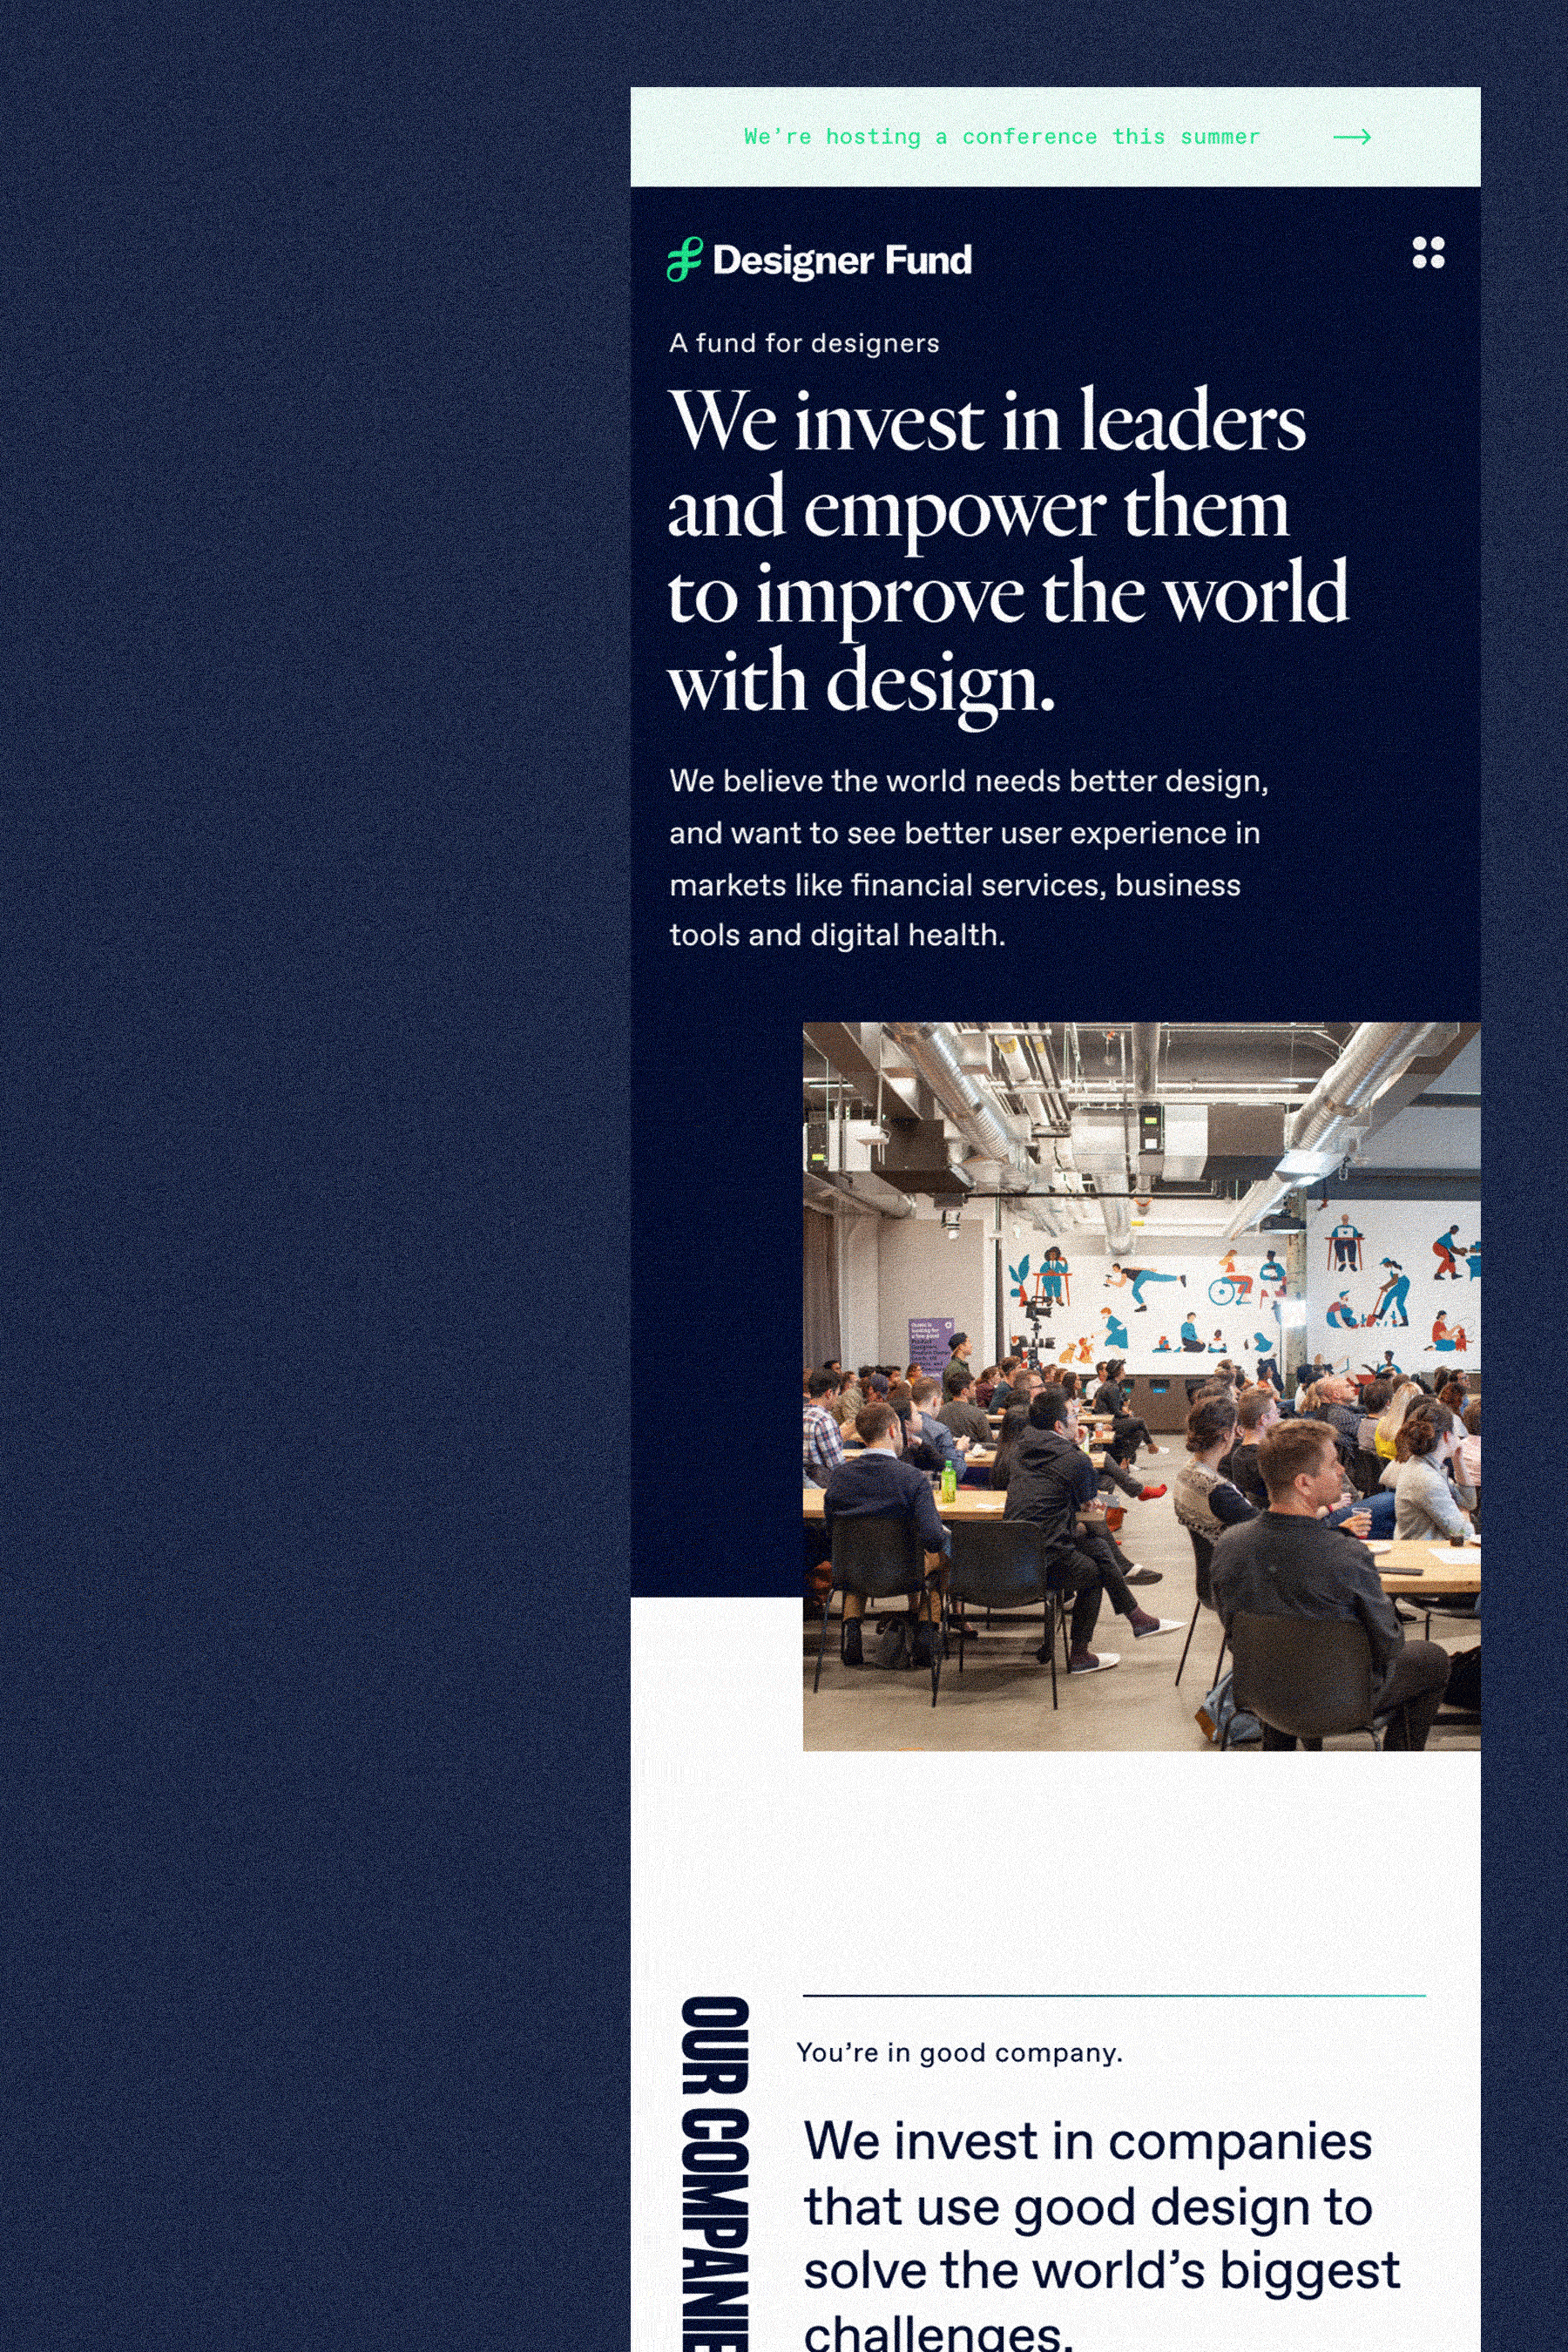 We’re hosting a conference this summer
Designer Fund
A fund for designers
We invest in leaders
and empower them
to improve the world
with design.
We believe the world needs better design,
and want to see better user experience in
markets like financial services, business
tools and digital health.
OUR COMPANIE
You’re in good company.
We invest in companies
that use good design to
solve the world’s biggest
challenges.